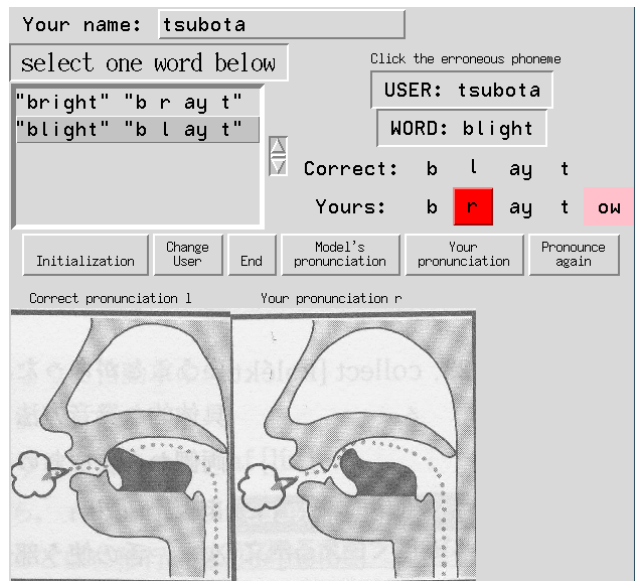 Your name: tsubota
select one word below
"bright" "b r ay t"
"blight" "b l ay t"
Click the erroneous phoneme
USER: tsubota
WORD: blight
Correct: b l ay t
Yours: b r ay t ow
Initialization
Change
User
End
Model's
pronunciation
Your
pronunciation
Pronounce
again
Correct pronunciation l
Your pronunciation r